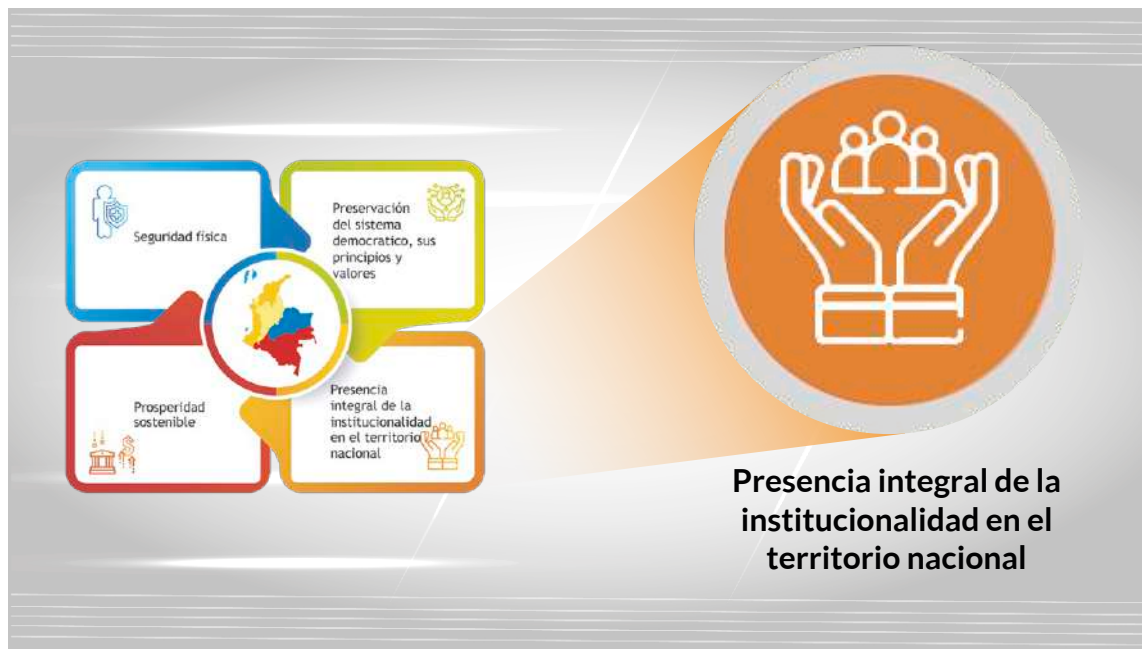 Seguridad física
Preservación
del sistema
democratico, sus
principios y
valores
Prosperidad
sostenible
Presencia
integral de la
institucionalidad
en el territorio
nacional
Presencia integral de la
institucionalidad en el
territorio nacional